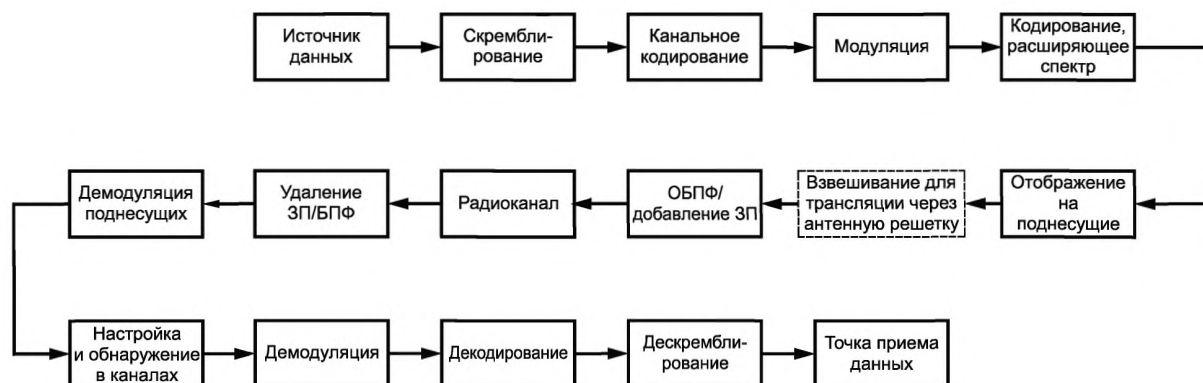 Источник
данных
Скрембли-
рование
Канальное
кодирование
Модуляция
Кодирование,
расширяющее
спектр
Демодуляция
поднесущих
Удаление
ЗП/БПФ
Радиоканал
ОБПФ/
добавление ЗП
Взвешивание для
трансляции через
антенную решетку
Отображение
на
поднесущие
Настройка
и обнаружение
в каналах
Демодуляция
Декодирование
Дескрембли-
рование
Точка приема
данных